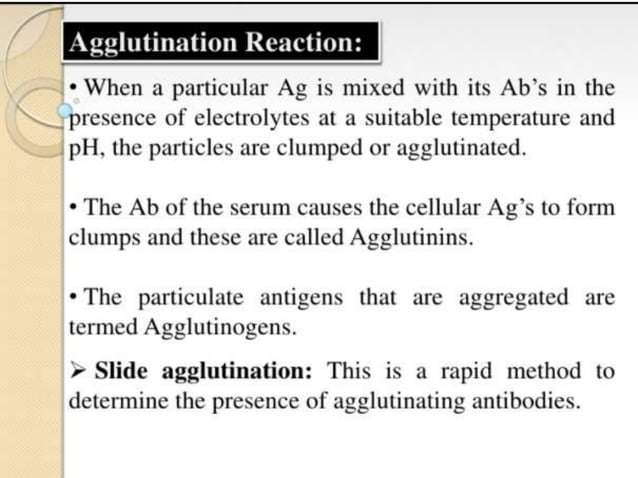 Agglutination Reaction:
• When a particular Ag is mixed with its Ab's in the
presence of electrolytes at a suitable temperature and
pH, the particles are clumped or agglutinated.
• The Ab of the serum causes the cellular Ag's to form
clumps and these are called Agglutinins.
• The particulate antigens that are aggregated are
termed Agglutinogens.
➢ Slide agglutination: This is a rapid method to
determine the presence of agglutinating antibodies.